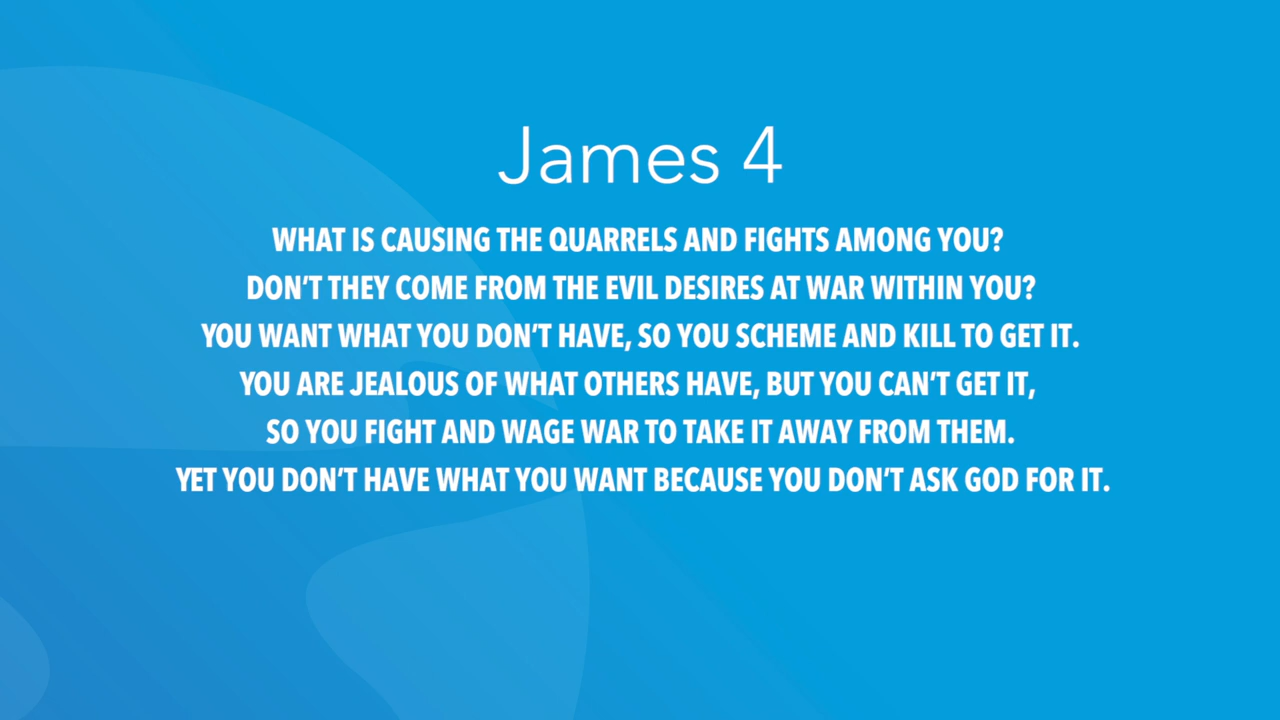 James 4
WHAT IS CAUSING THE QUARRELS AND FIGHTS AMONG YOU?
DON'T THEY COME FROM THE EVIL DESIRES AT WAR WITHIN YOU?
YOU WANT WHAT YOU DON'T HAVE, SO YOU SCHEME AND KILL TO GET IT.
YOU ARE JEALOUS OF WHAT OTHERS HAVE, BUT YOU CAN'T GET IT,
SO YOU FIGHT AND WAGE WAR TO TAKE IT AWAY FROM THEM.
YET YOU DON'T HAVE WHAT YOU WANT BECAUSE YOU DON'T ASK GOD FOR IT.